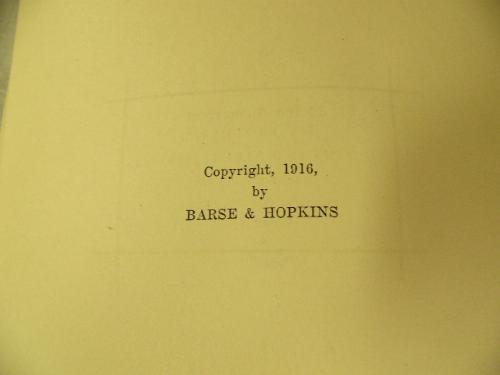 Copyright, 1916,
by
BARSE & HOPKINS